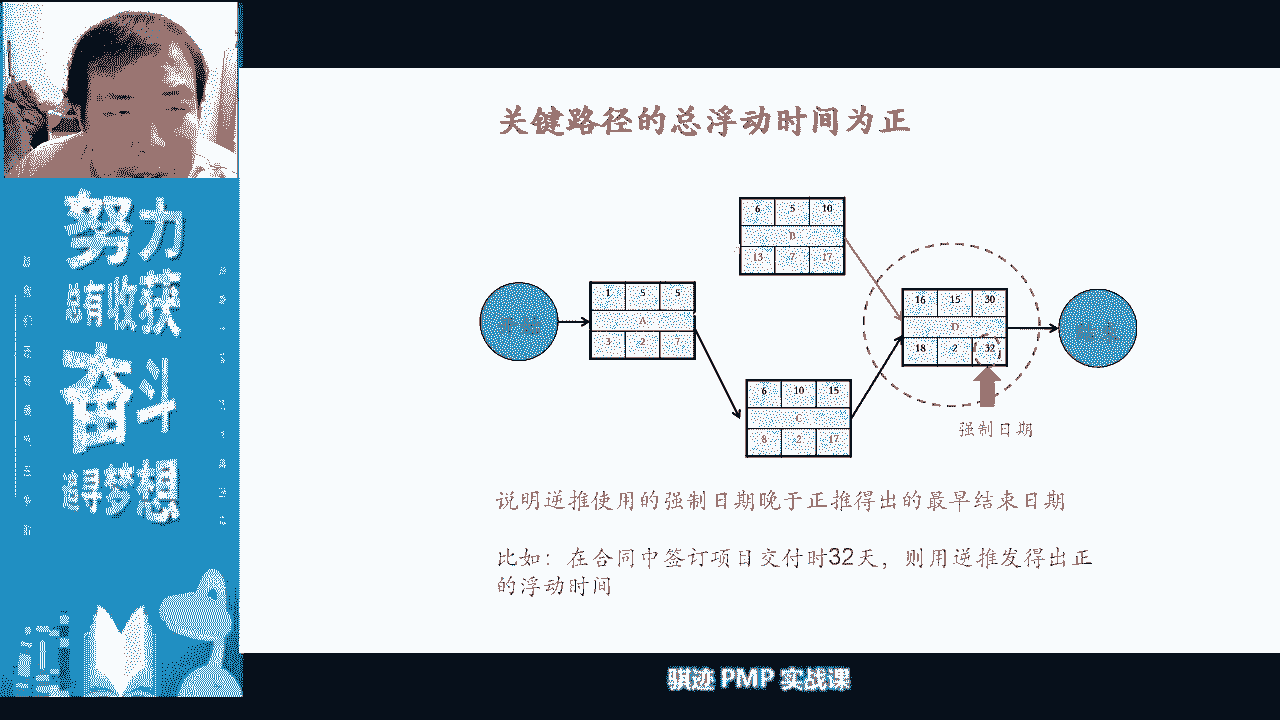 关键路径的总浮动时间为正
努力
总有收获
奋斗
追寻梦想
6 5 10
B
13 7 17
1 5 5
A
3 2 7
16 15 30
D
18 2 32
6 10 15
C
8 2 17
强制日期
说明逆推使用的强制日期晚于正推得出的最早结束日期
比如：在合同中签订项目交付时32天，则用逆推发得出正
的浮动时间
骐迹 PMP 实战课